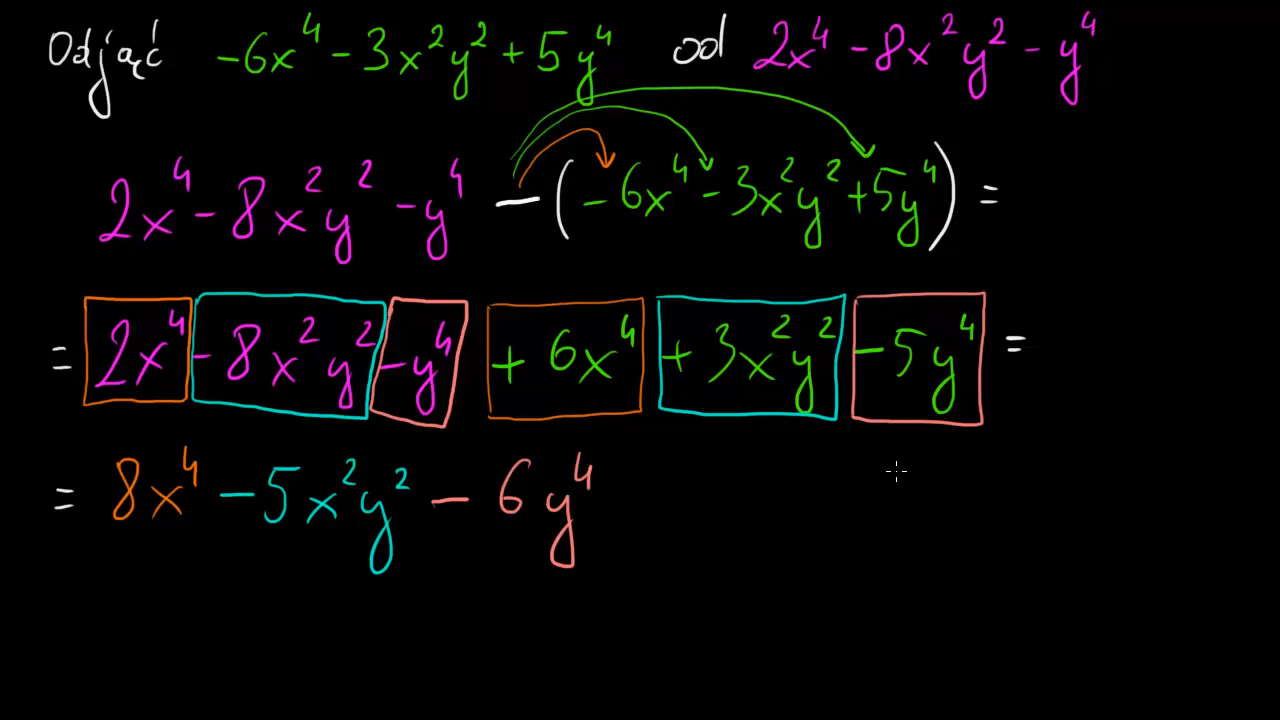 Odjąć -6x⁴ - 3x²y² + 5y⁴ od 2x⁴ - 8x²y² - y⁴
2x⁴ - 8x²y² - y⁴ - (-6x⁴ - 3x²y² + 5y⁴) =
= 2x⁴ - 8x²y² - y⁴ + 6x⁴ + 3x²y² - 5y⁴ =
= 8x⁴ - 5x²y² - 6y⁴